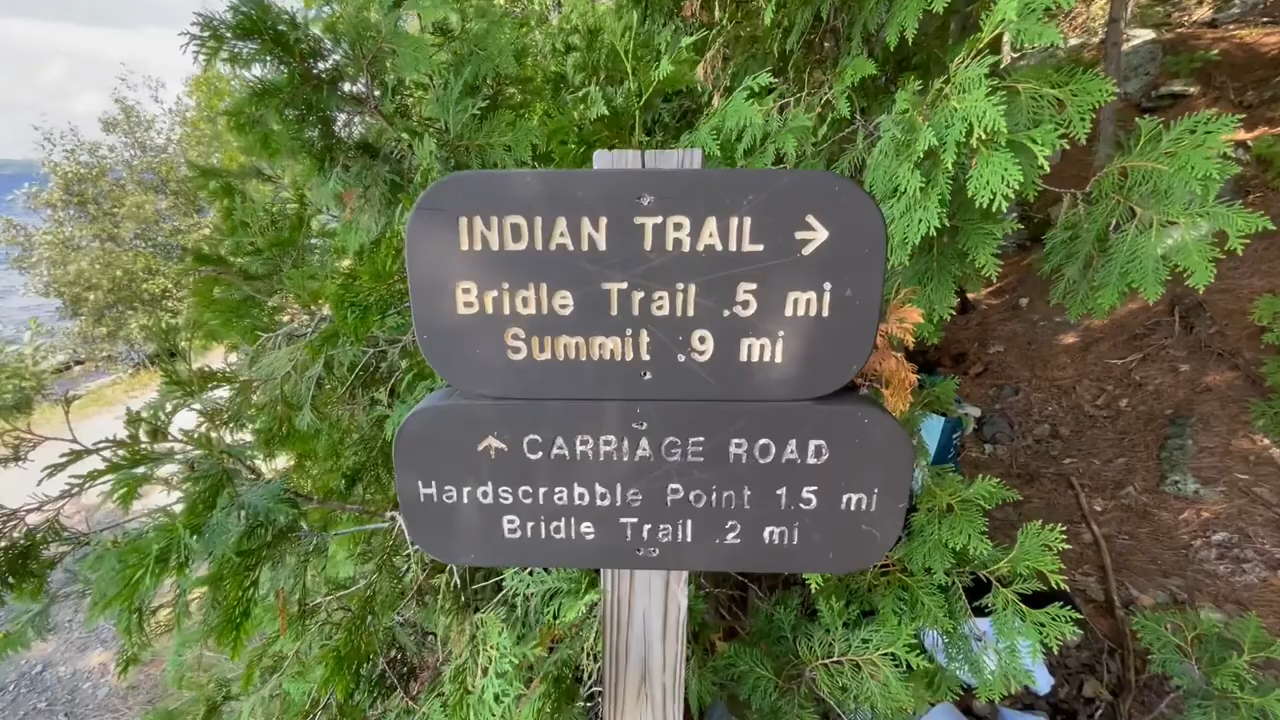 INDIAN TRAIL →
Bridle Trail .5 mi
Summit .9 mi
↑ CARRIAGE ROAD
Hardscrabble Point 1.5 mi
Bridle Trail .2 mi